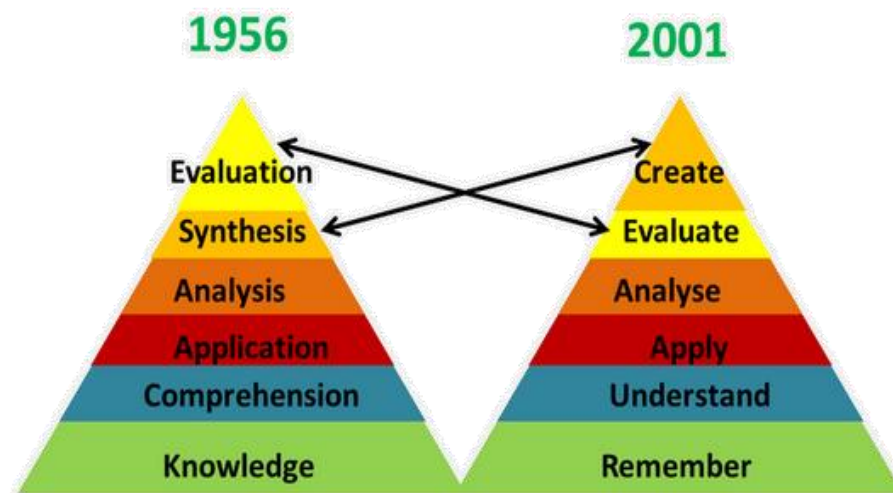 1956
2001
Evaluation
Create
Synthesis
Evaluate
Analysis
Analyse
Application
Apply
Comprehension
Understand
Knowledge
Remember